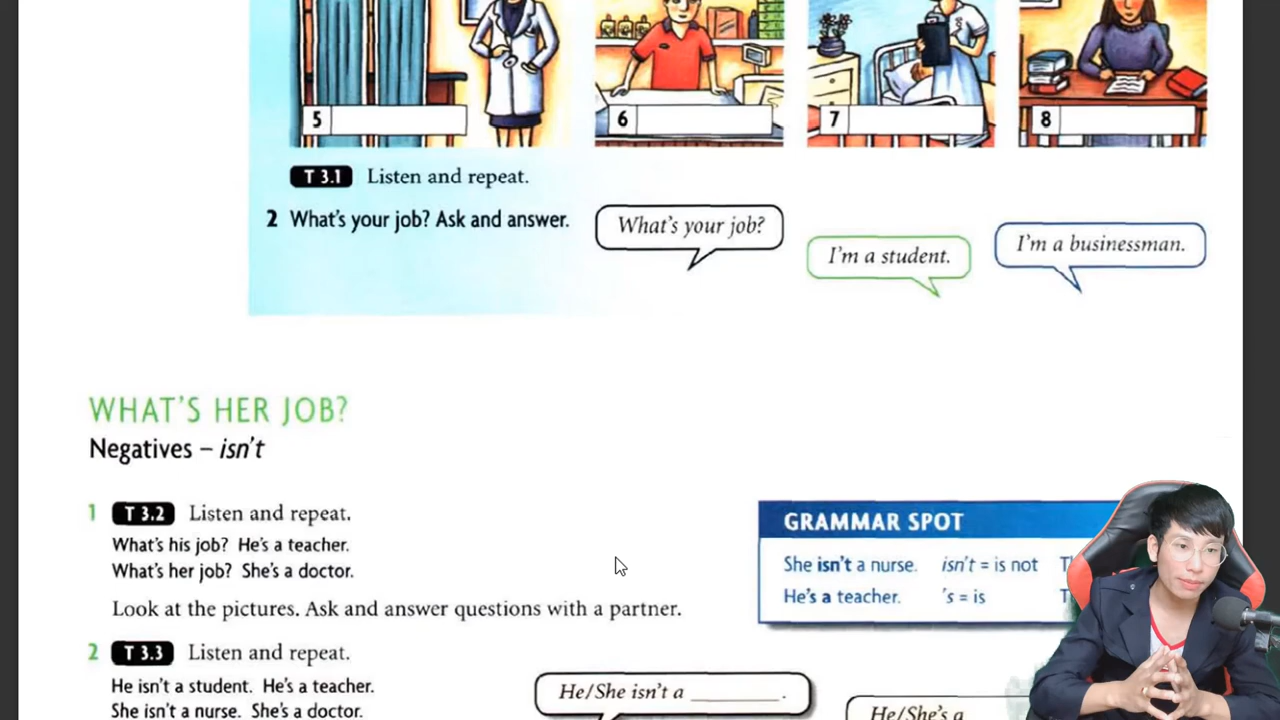 5
6
7
8
T 3.1 Listen and repeat.
2 What's your job? Ask and answer.
What's your job?
I'm a student.
I'm a businessman.
WHAT'S HER JOB?
Negatives – isn't
1 T 3.2 Listen and repeat.
What's his job? He's a teacher.
What's her job? She's a doctor.
Look at the pictures. Ask and answer questions with a partner.
GRAMMAR SPOT
She isn't a nurse. isn't = is not
He's a teacher. 's = is
2 T 3.3 Listen and repeat.
He isn't a student. He's a teacher.
She isn't a nurse. She's a doctor.
He/She isn't a ________ .
He/She's a